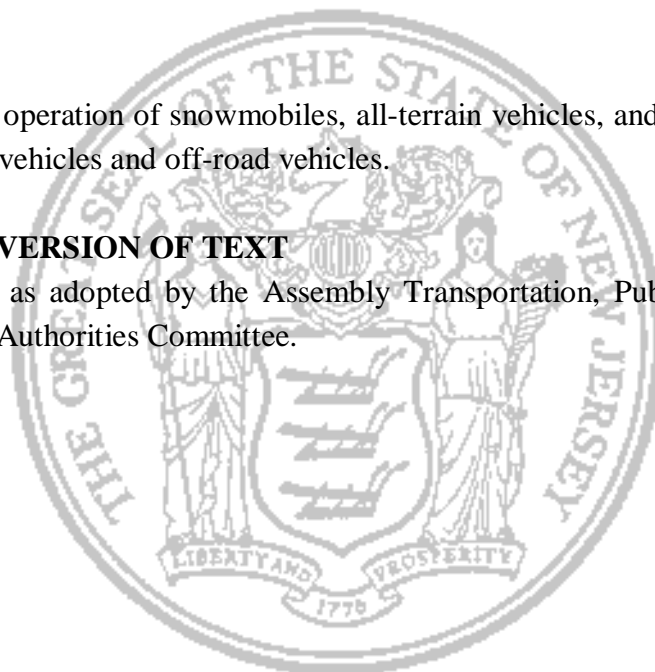 THE GREAT SEAL OF THE STATE OF NEW JERSEY
operation of snowmobiles, all-terrain vehicles, and
vehicles and off-road vehicles.
VERSION OF TEXT
as adopted by the Assembly Transportation, Pub
Authorities Committee.
LIBERTY AND PROSPERITY
1776